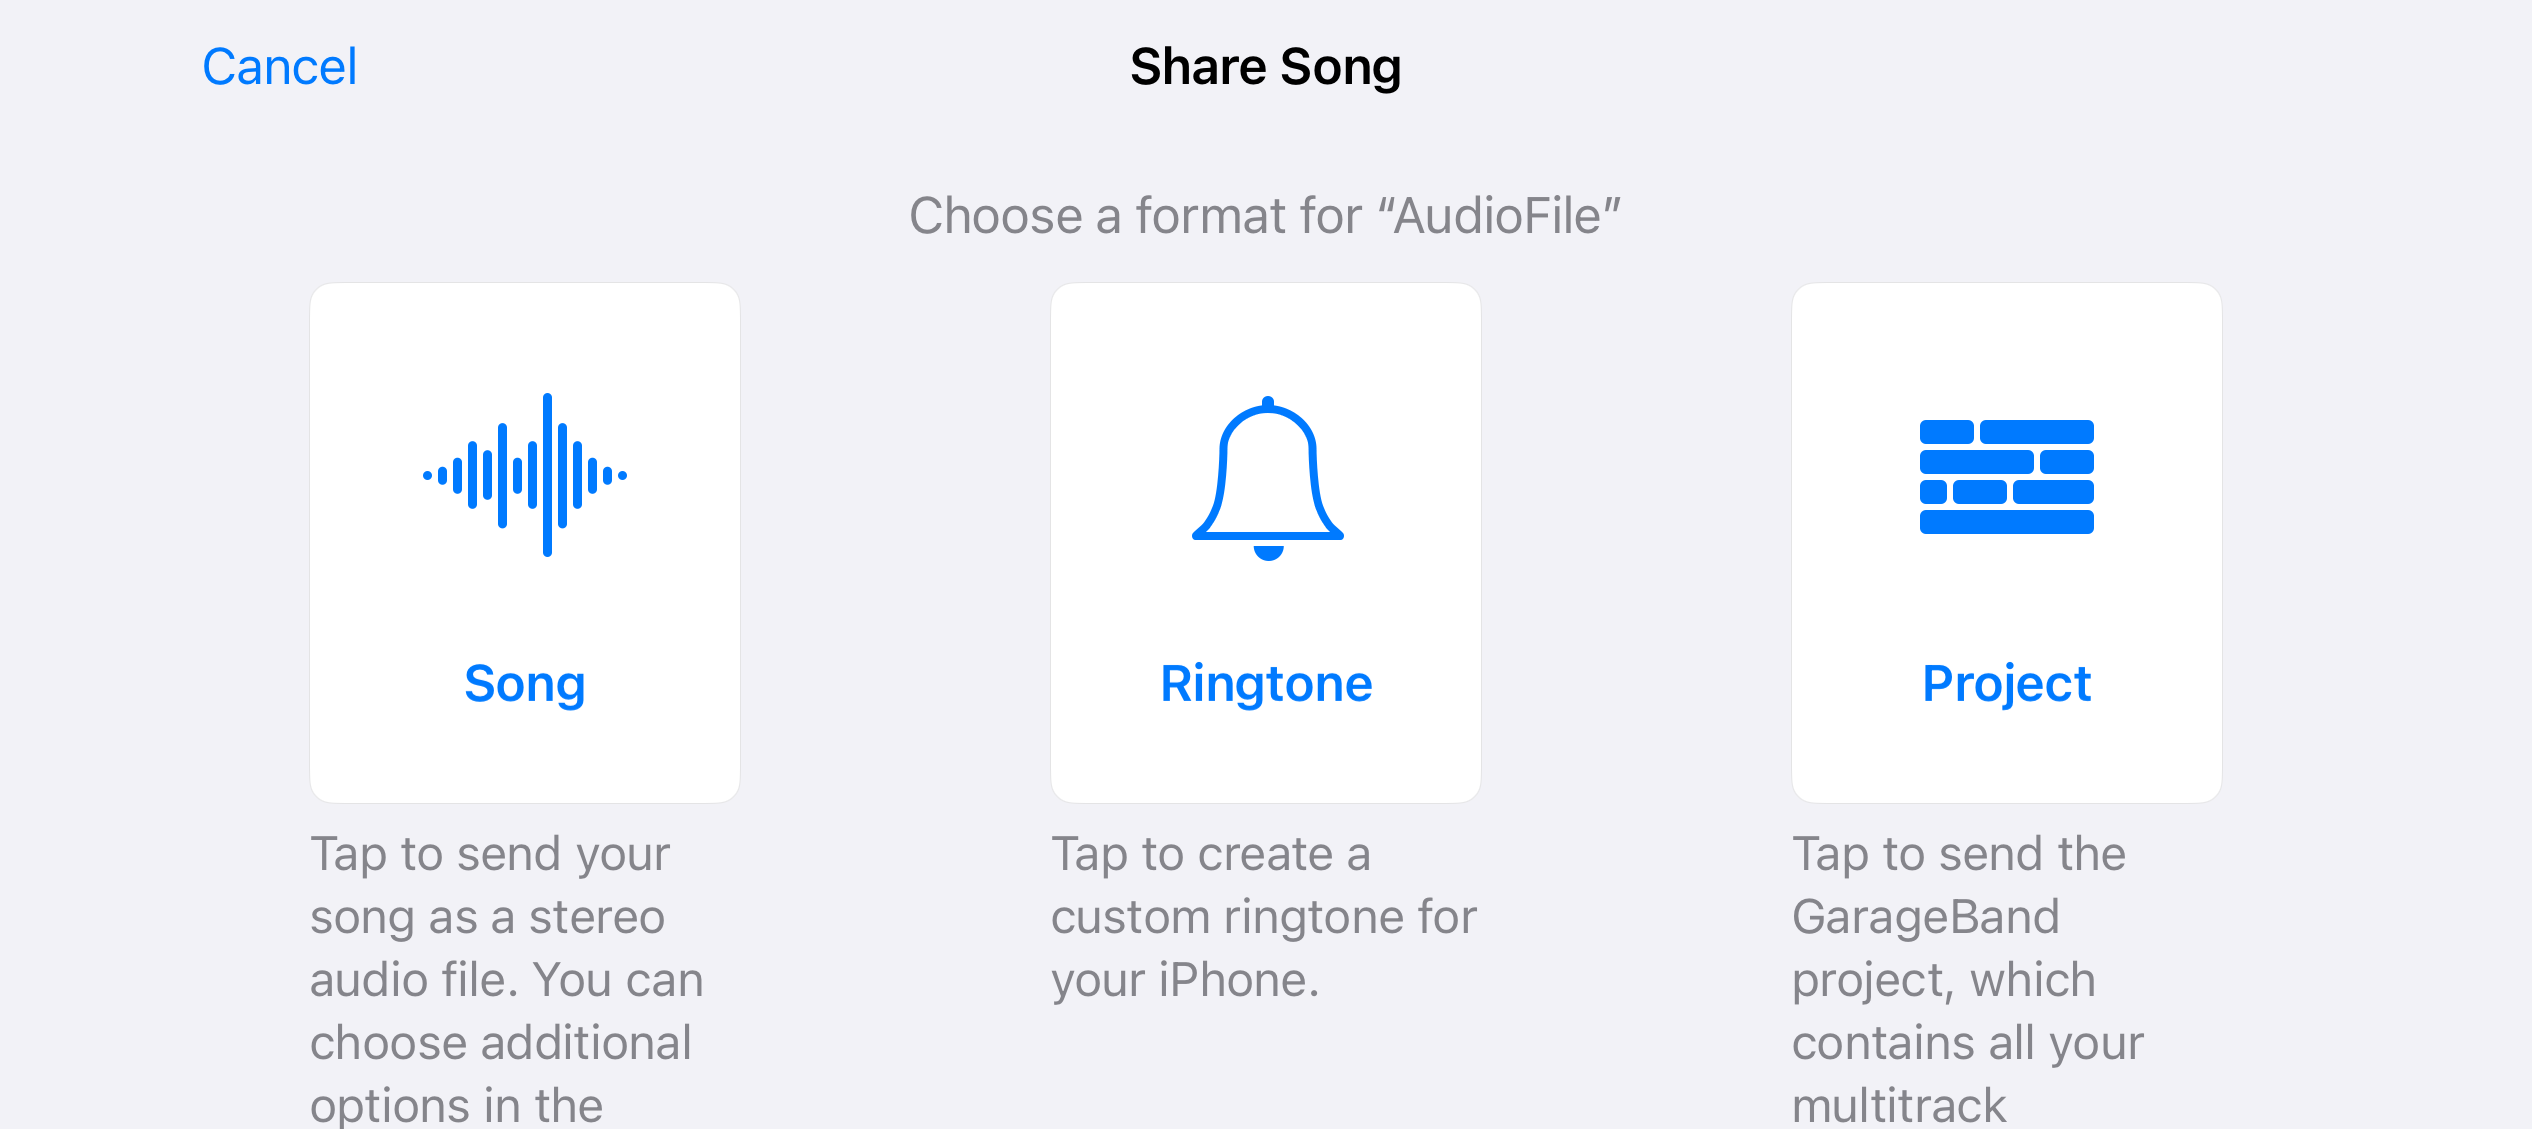 Cancel
Share Song
Choose a format for “AudioFile”
Song
Tap to send your
song as a stereo
audio file. You can
choose additional
options in the
Ringtone
Tap to create a
custom ringtone for
your iPhone.
Project
Tap to send the
GarageBand
project, which
contains all your
multitrack